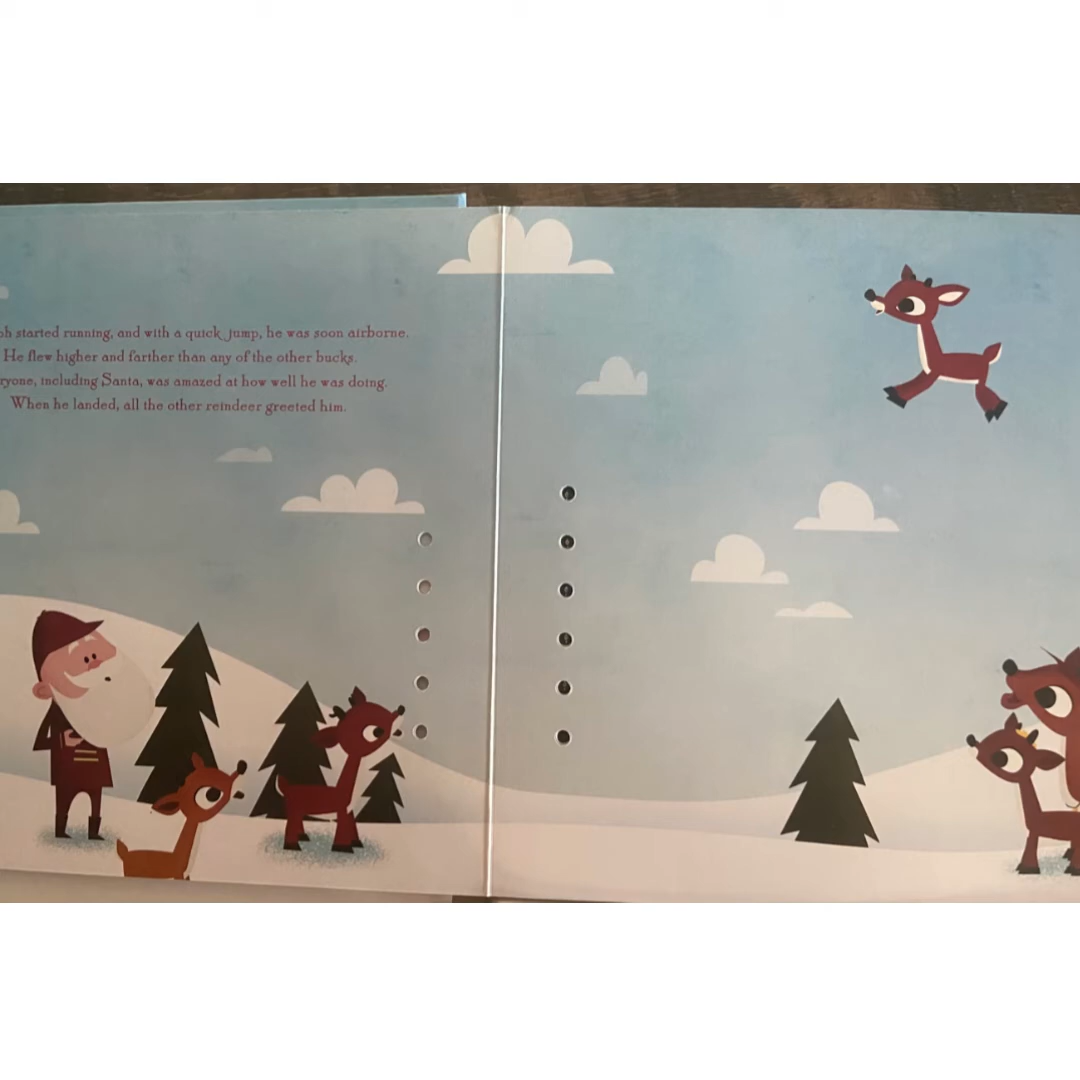 ph started running, and with a quick jump, he was soon airborne.
He flew higher and farther than any of the other bucks.
ryone, including Santa, was amazed at how well he was doing.
When he landed, all the other reindeer greeted him.